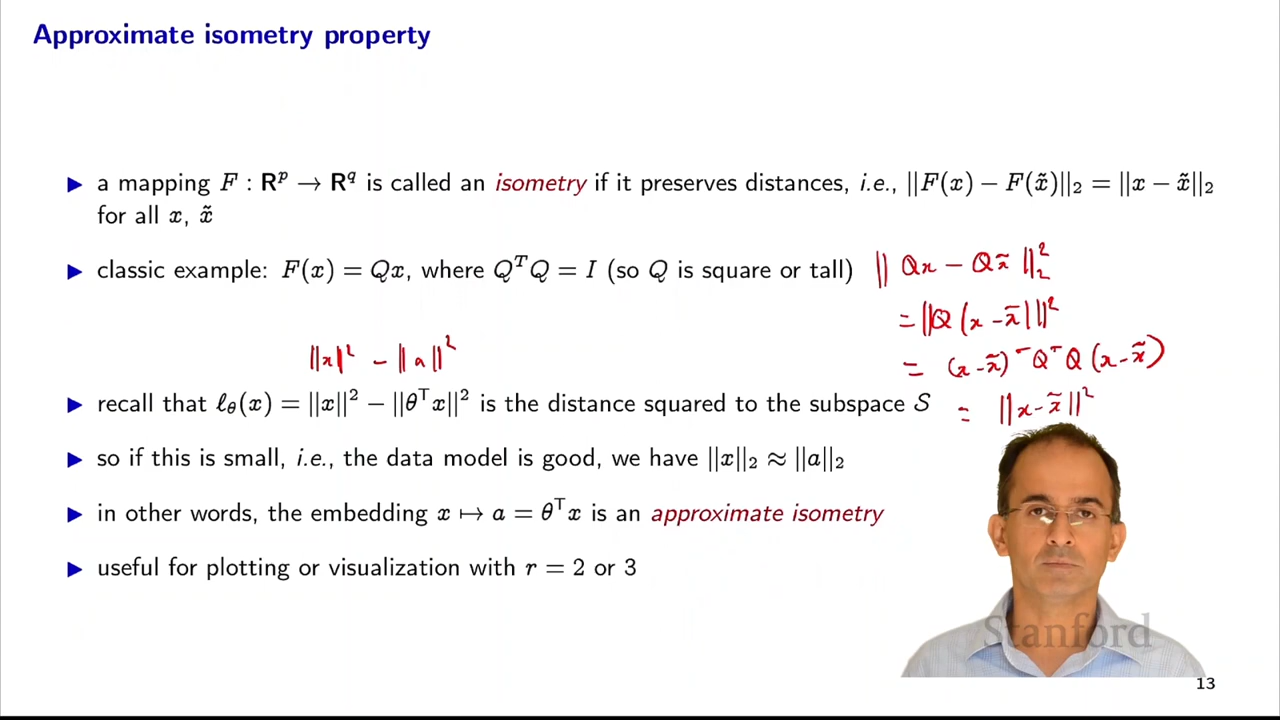 Approximate isometry property
▶ a mapping F : R^p → R^q is called an isometry if it preserves distances, i.e., ||F(x) − F(x̃)||₂ = ||x − x̃||₂
for all x, x̃
▶ classic example: F(x) = Qx, where Q^T Q = I (so Q is square or tall)
|| Qx − Qx̃ ||₂²
= ||Q (x − x̃)||²
= (x − x̃)^T Q^T Q (x − x̃)
= ||x − x̃||²
||x||² − ||a||²
▶ recall that ℓ_θ(x) = ||x||² − ||θ^T x||² is the distance squared to the subspace S
▶ so if this is small, i.e., the data model is good, we have ||x||₂ ≈ ||a||₂
▶ in other words, the embedding x ↦ a = θ^T x is an approximate isometry
▶ useful for plotting or visualization with r = 2 or 3
Stanford
13